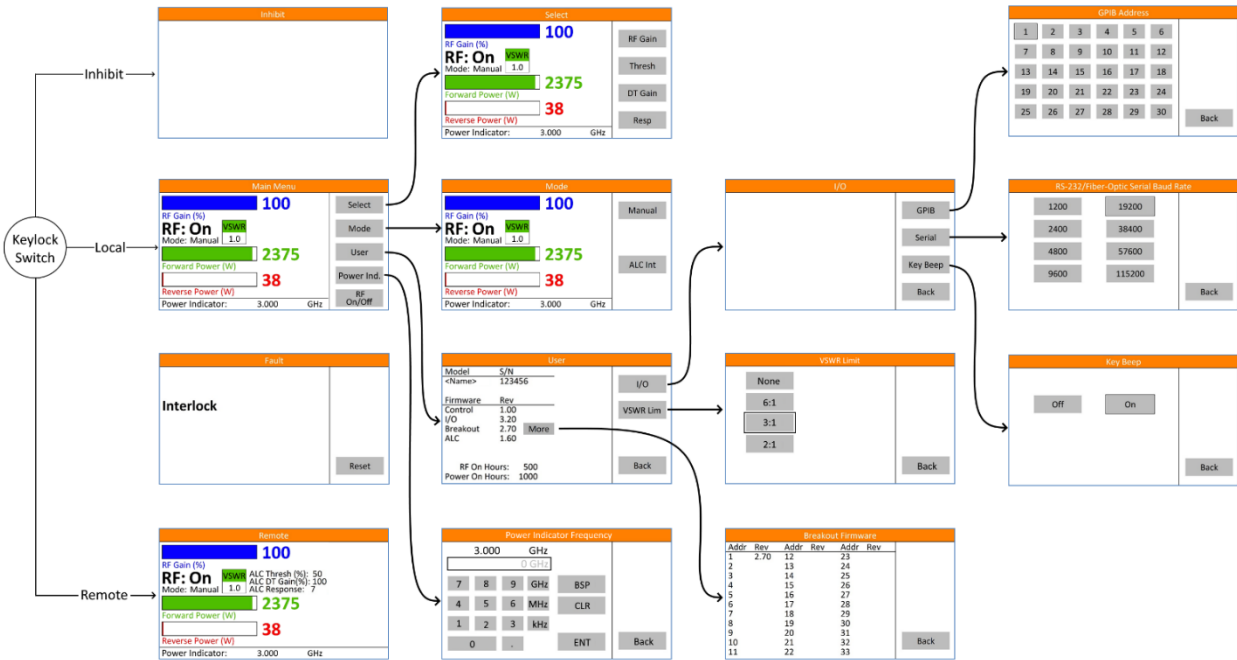 Keylock
Switch
Inhibit
Local
Remote
Inhibit
Select
100
RF Gain (%)
RF: On
VSWR
1.0
Mode: Manual
2375
Forward Power (W)
38
Reverse Power (W)
Power Indicator: 3.000 GHz
RF Gain
Thresh
DT Gain
Resp
GPIB Address
1 2 3 4 5 6
7 8 9 10 11 12
13 14 15 16 17 18
19 20 21 22 23 24
25 26 27 28 29 30
Back
Main Menu
100
RF Gain (%)
RF: On
VSWR
1.0
Mode: Manual
2375
Forward Power (W)
38
Reverse Power (W)
Power Indicator: 3.000 GHz
Select
Mode
User
Power Ind.
RF
On/Off
Mode
100
RF Gain (%)
RF: On
VSWR
1.0
Mode: Manual
2375
Forward Power (W)
38
Reverse Power (W)
Power Indicator: 3.000 GHz
Manual
ALC Int
I/O
GPIB
Serial
Key Beep
Back
RS-232/Fiber-Optic Serial Baud Rate
1200 19200
2400 38400
4800 57600
9600 115200
Back
Fault
Interlock
Reset
User
Model S/N
<Name> 123456
Firmware Rev
Control 1.00
I/O 3.20
Breakout 2.70 More
ALC 1.60
RF On Hours: 500
Power On Hours: 1000
I/O
VSWR Lim
Back
VSWR Limit
None
6:1
3:1
2:1
Back
Key Beep
Off On
Back
Remote
100
RF Gain (%)
RF: On
VSWR
1.0
Mode: Manual
ALC Thresh (%): 50
ALC DT Gain(%): 100
ALC Response: 7
2375
Forward Power (W)
38
Reverse Power (W)
Power Indicator: 3.000 GHz
Power Indicator Frequency
3.000 GHz
0 GHz
7 8 9 GHz BSP
4 5 6 MHz CLR
1 2 3 kHz
0 . ENT
Back
Breakout Firmware
Addr Rev Addr Rev Addr Rev
1 2.70 12 23
2 13 24
3 14 25
4 15 26
5 16 27
6 17 28
7 18 29
8 19 30
9 20 31
10 21 32
11 22 33
Back